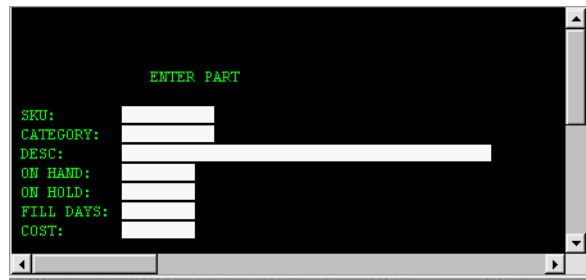 ENTER PART
SKU:
CATEGORY:
DESC:
ON HAND:
ON HOLD:
FILL DAYS:
COST: